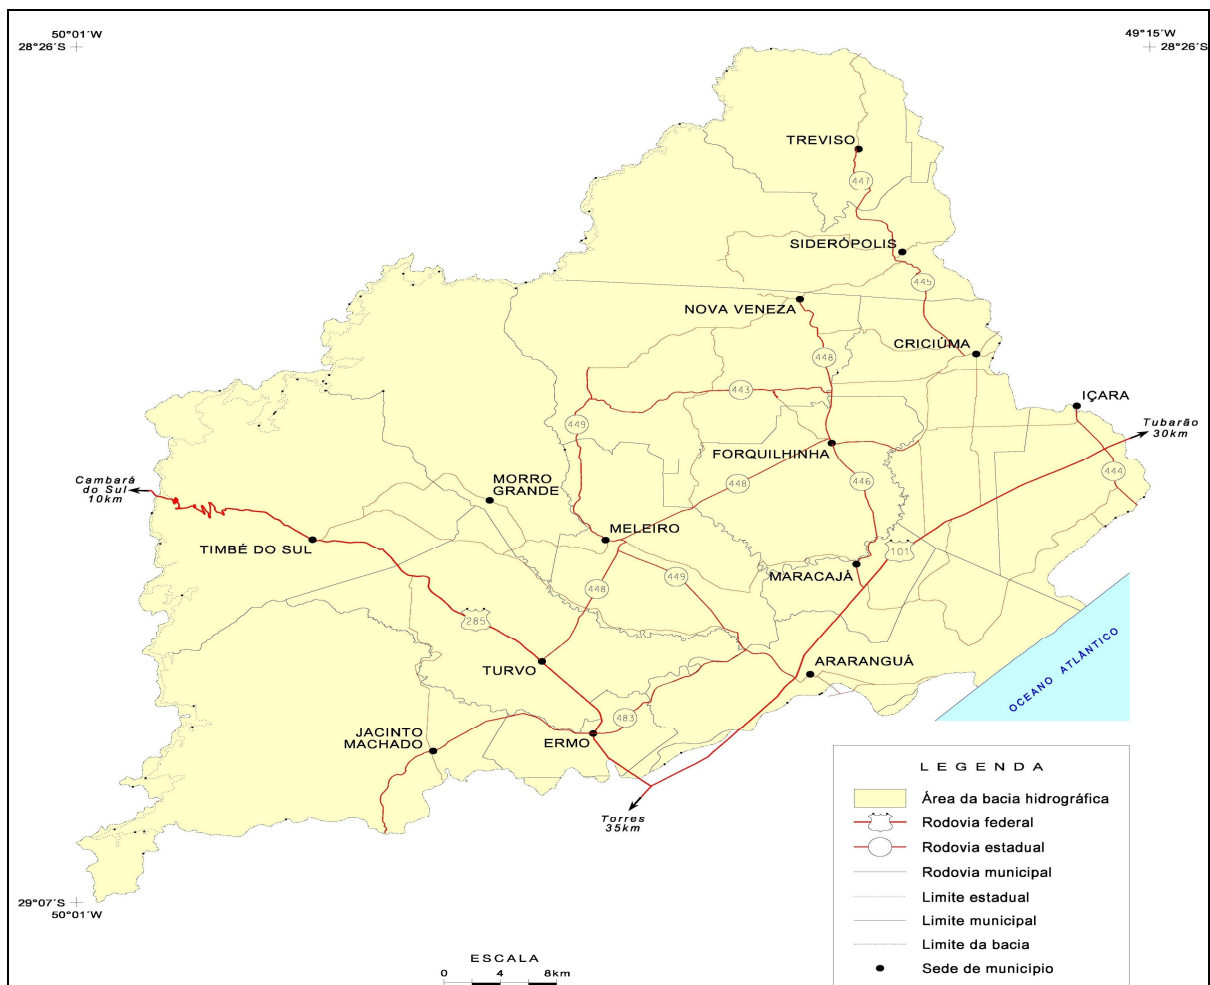 50°01´W
28°26´S
49°15´W
28°26´S
TREVISO
447
SIDERÓPOLIS
445
NOVA VENEZA
CRICIÚMA
448
443
IÇARA
449
Tubarão
30km
FORQUILHINHA
444
Cambará
do Sul
10km
MORRO
GRANDE
448
446
MELEIRO
TIMBÉ DO SUL
101
MARACAJÁ
449
448
285
OCEANO ATLÂNTICO
TURVO
ARARANGUÁ
483
JACINTO
MACHADO
ERMO
Torres
35km
LEGENDA
Área da bacia hidrográfica
Rodovia federal
Rodovia estadual
Rodovia municipal
Limite estadual
Limite municipal
Limite da bacia
Sede de município
29°07´S
50°01´W
ESCALA
0 4 8km